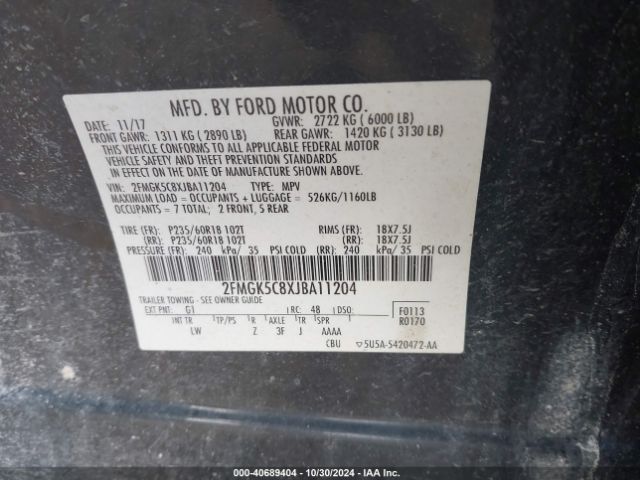 MFD. BY FORD MOTOR CO.
DATE: 11/17 GVWR: 2722 KG ( 6000 LB)
FRONT GAWR: 1311 KG ( 2890 LB) REAR GAWR: 1420 KG ( 3130 LB)
THIS VEHICLE CONFORMS TO ALL APPLICABLE FEDERAL MOTOR
VEHICLE SAFETY AND THEFT PREVENTION STANDARDS
IN EFFECT ON THE DATE OF MANUFACTURE SHOWN ABOVE.
VIN: 2FMGK5C8XJBA11204 TYPE: MPV
MAXIMUM LOAD = OCCUPANTS + LUGGAGE = 526KG/1160LB
OCCUPANTS = 7 TOTAL; 2 FRONT, 5 REAR
TIRE (FR): P235/60R18 102T RIMS (FR): 18X7.5J
(RR): P235/60R18 102T (RR): 18X7.5J
PRESSURE (FR): 240 kPa/ 35 PSI COLD (RR): 240 kPa/ 35 PSI COLD
2FMGK5C8XJBA11204
TRAILER TOWING - SEE OWNER GUIDE
EXT PNT: G1 RC: 48 DSO: F0113
INT TR TP/PS R AXLE TR SPR R0170
LW Z 3F J AAAA
CBU ▽5U5A-5420472-AA
000-40689404 | 10/30/2024 | IAA Inc.